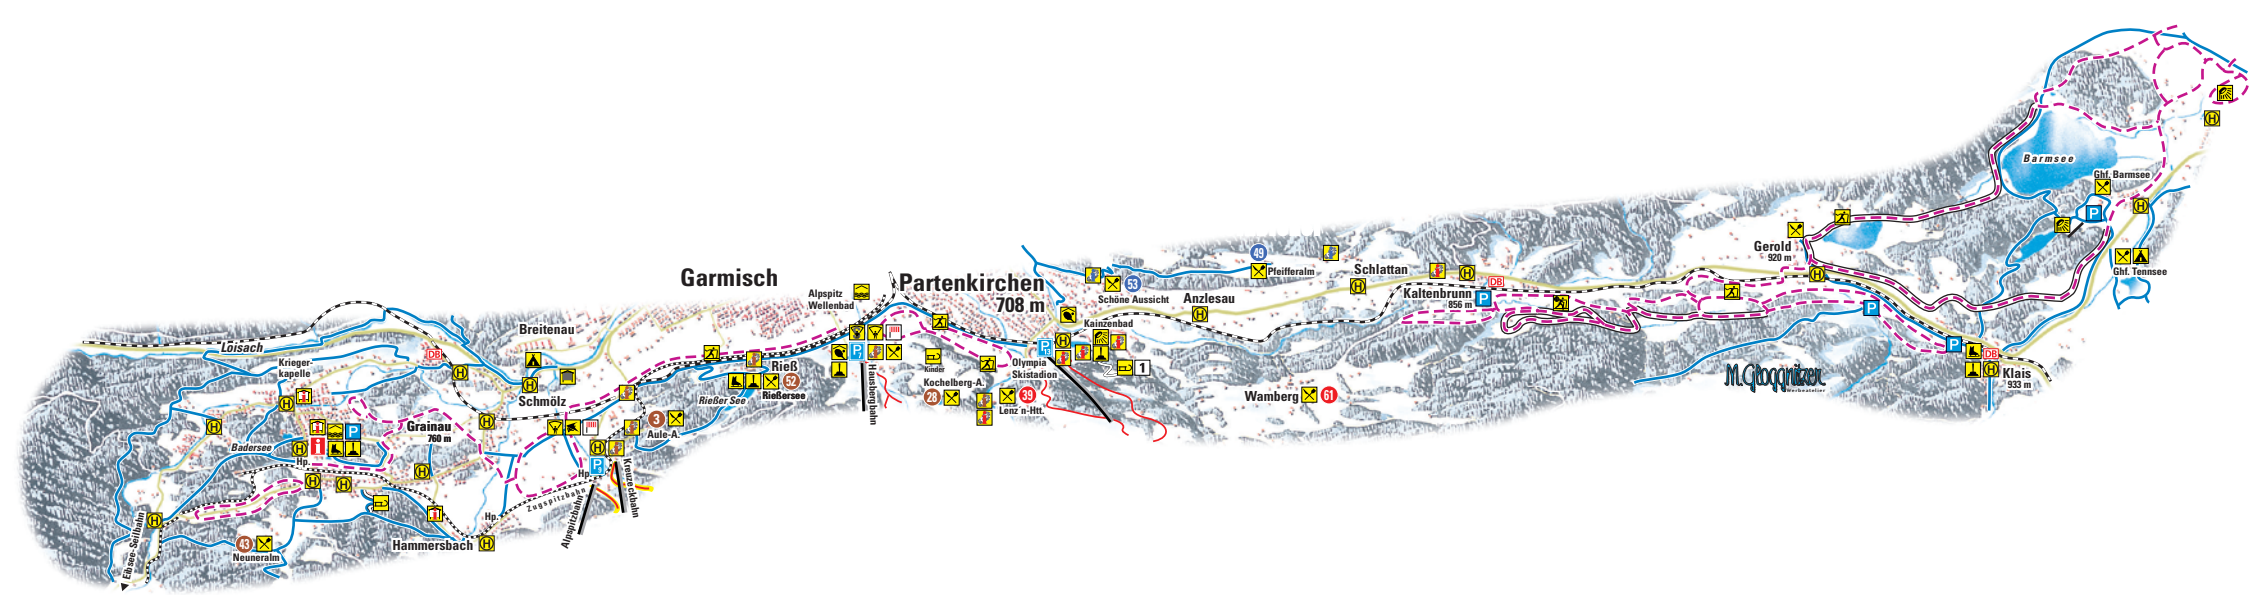 Loisach
Krieger-
kapelle
DB
Breitenau
Schmölz
Grainau
760 m
Badersee
Hp.
Hp.
Hp.
Hammersbach
Zugspitzbahn
Alpspitzbahn
Kreuzeckbahn
Eibsee-Seilbahn
43
Neuneralm
3
Aule-A.
Garmisch
Rieß
52
Rießersee
Rießer See
Alpspitz
Wellenbad
Hausbergbahn
Partenkirchen
708 m
Kinder
Kochelberg-A.
28
39
Lenz'n-Htt.
Olympia
Skistadion
Kainzenbad
1
2
53
Schöne Aussicht
Anzlesau
49
Pfeifferalm
Wamberg
61
Schlattan
Kaltenbrunn
856 m
DB
Gerold
920 m
Barmsee
Ghf. Barmsee
Ghf. Tennsee
DB
Klais
933 m
M.Gloggnitzer
Werbeatelier